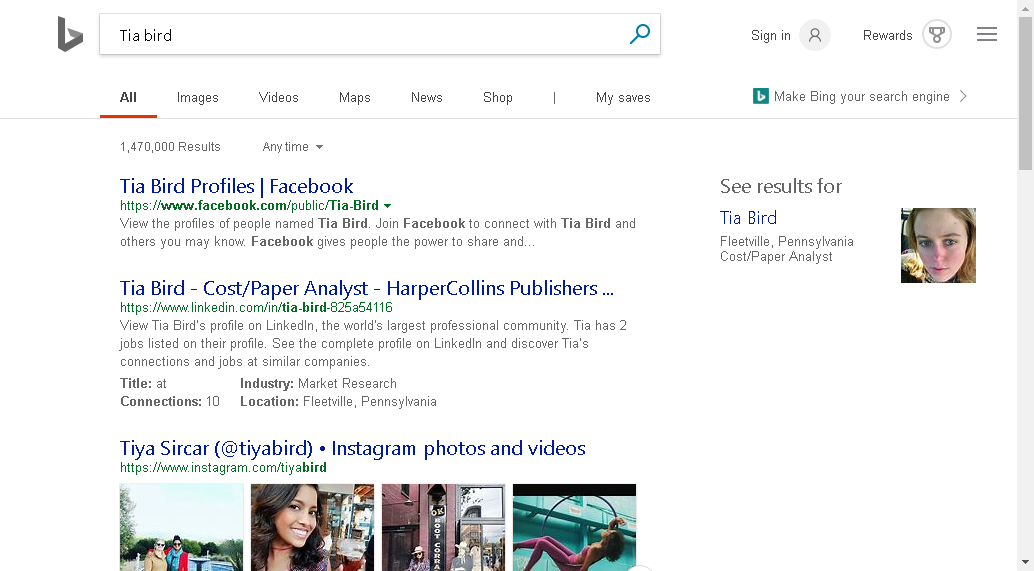 Tia bird
Sign in
Rewards
All
Images
Videos
Maps
News
Shop
|
My saves
Make Bing your search engine
1,470,000 Results
Any time
Tia Bird Profiles | Facebook
https://www.facebook.com/public/Tia-Bird
View the profiles of people named Tia Bird. Join Facebook to connect with Tia Bird and
others you may know. Facebook gives people the power to share and...
See results for
Tia Bird
Fleetville, Pennsylvania
Cost/Paper Analyst
Tia Bird - Cost/Paper Analyst - HarperCollins Publishers ...
https://www.linkedin.com/in/tia-bird-825a54116
View Tia Bird's profile on LinkedIn, the world's largest professional community. Tia has 2
jobs listed on their profile. See the complete profile on LinkedIn and discover Tia's
connections and jobs at similar companies.
Title: at Industry: Market Research
Connections: 10 Location: Fleetville, Pennsylvania
Tiya Sircar (@tiyabird) • Instagram photos and videos
https://www.instagram.com/tiyabird
BOOT CORRAL